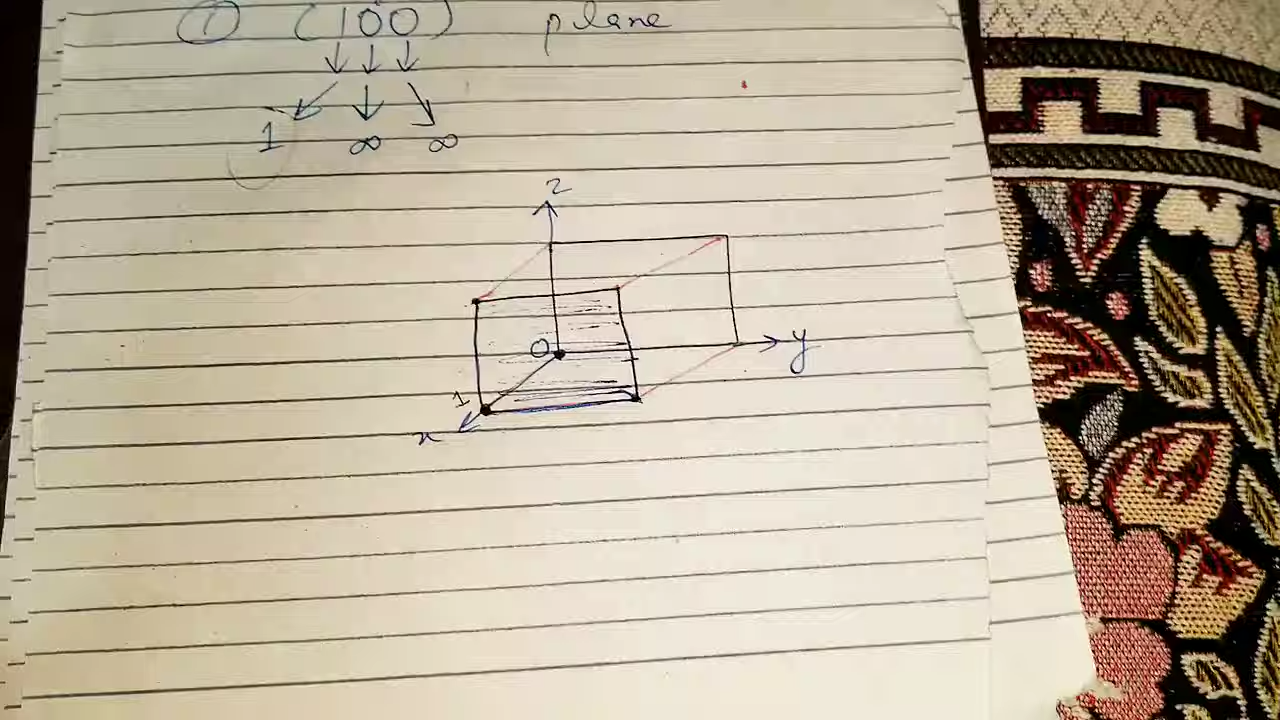 ① (100) plane
↓ ↓ ↓
↙ ↓ ↘
1 ∞ ∞
z
O
y
1
x